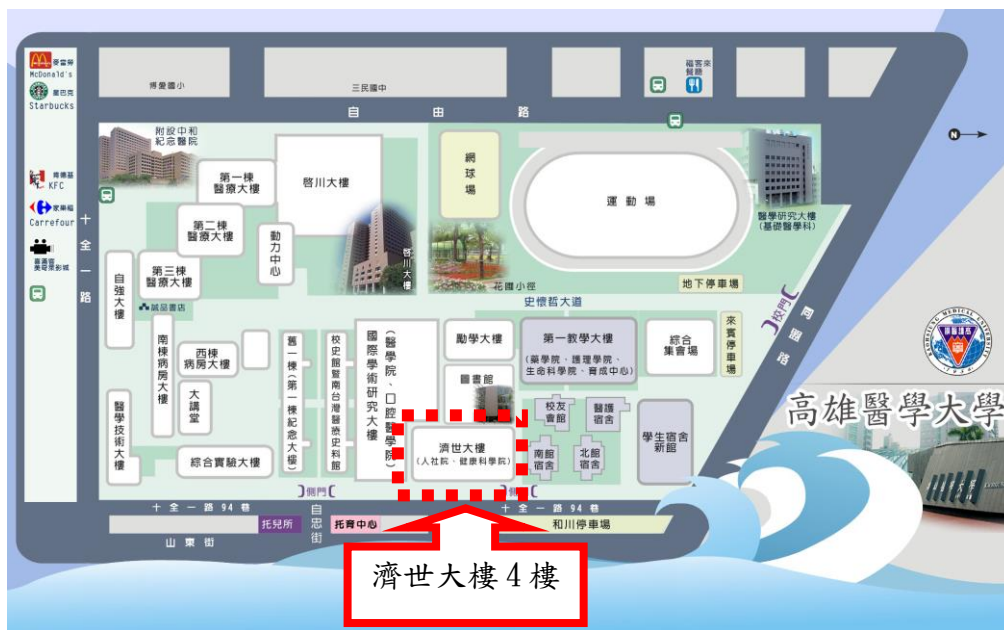 麥當勞
McDonald's
星巴克
Starbucks
肯德基
KFC
家樂福
Carrefour
十全一路
博愛國小
三民國中
福客來
餐廳
自由路
N
附設中和
紀念醫院
第一棟
醫療大樓
啓川大樓
第二棟
醫療大樓
動力中心
第三棟
醫療大樓
自強大樓
誠品書店
啓川大樓
網球場
花園小徑
運動場
醫學研究大樓
(基礎醫學科)
地下停車場
史懷哲大道
校門
同盟路
南棟病房大樓
西棟
病房大樓
大講堂
醫學技術大樓
綜合實驗大樓
舊一棟(第一棟紀念大樓)
校史館暨南台灣醫療史料館
國際學術研究大樓
(醫學院、口腔醫學院)
勵學大樓
圖書館
第一教學大樓
(藥學院、護理學院、
生命科學院、育成中心)
綜合
集會場
來賓停車場
校友
會館
醫護
宿舍
南館
宿舍
北館
宿舍
學生宿舍
新館
濟世大樓
(人社院、健康科學院)
側門
側門
十全一路94巷
十全一路94巷
托兒所
自忠街
托育中心
和川停車場
山東街
濟世大樓4樓
KAOHSIUNG MEDICAL UNIVERSITY
1954
高雄醫學大學